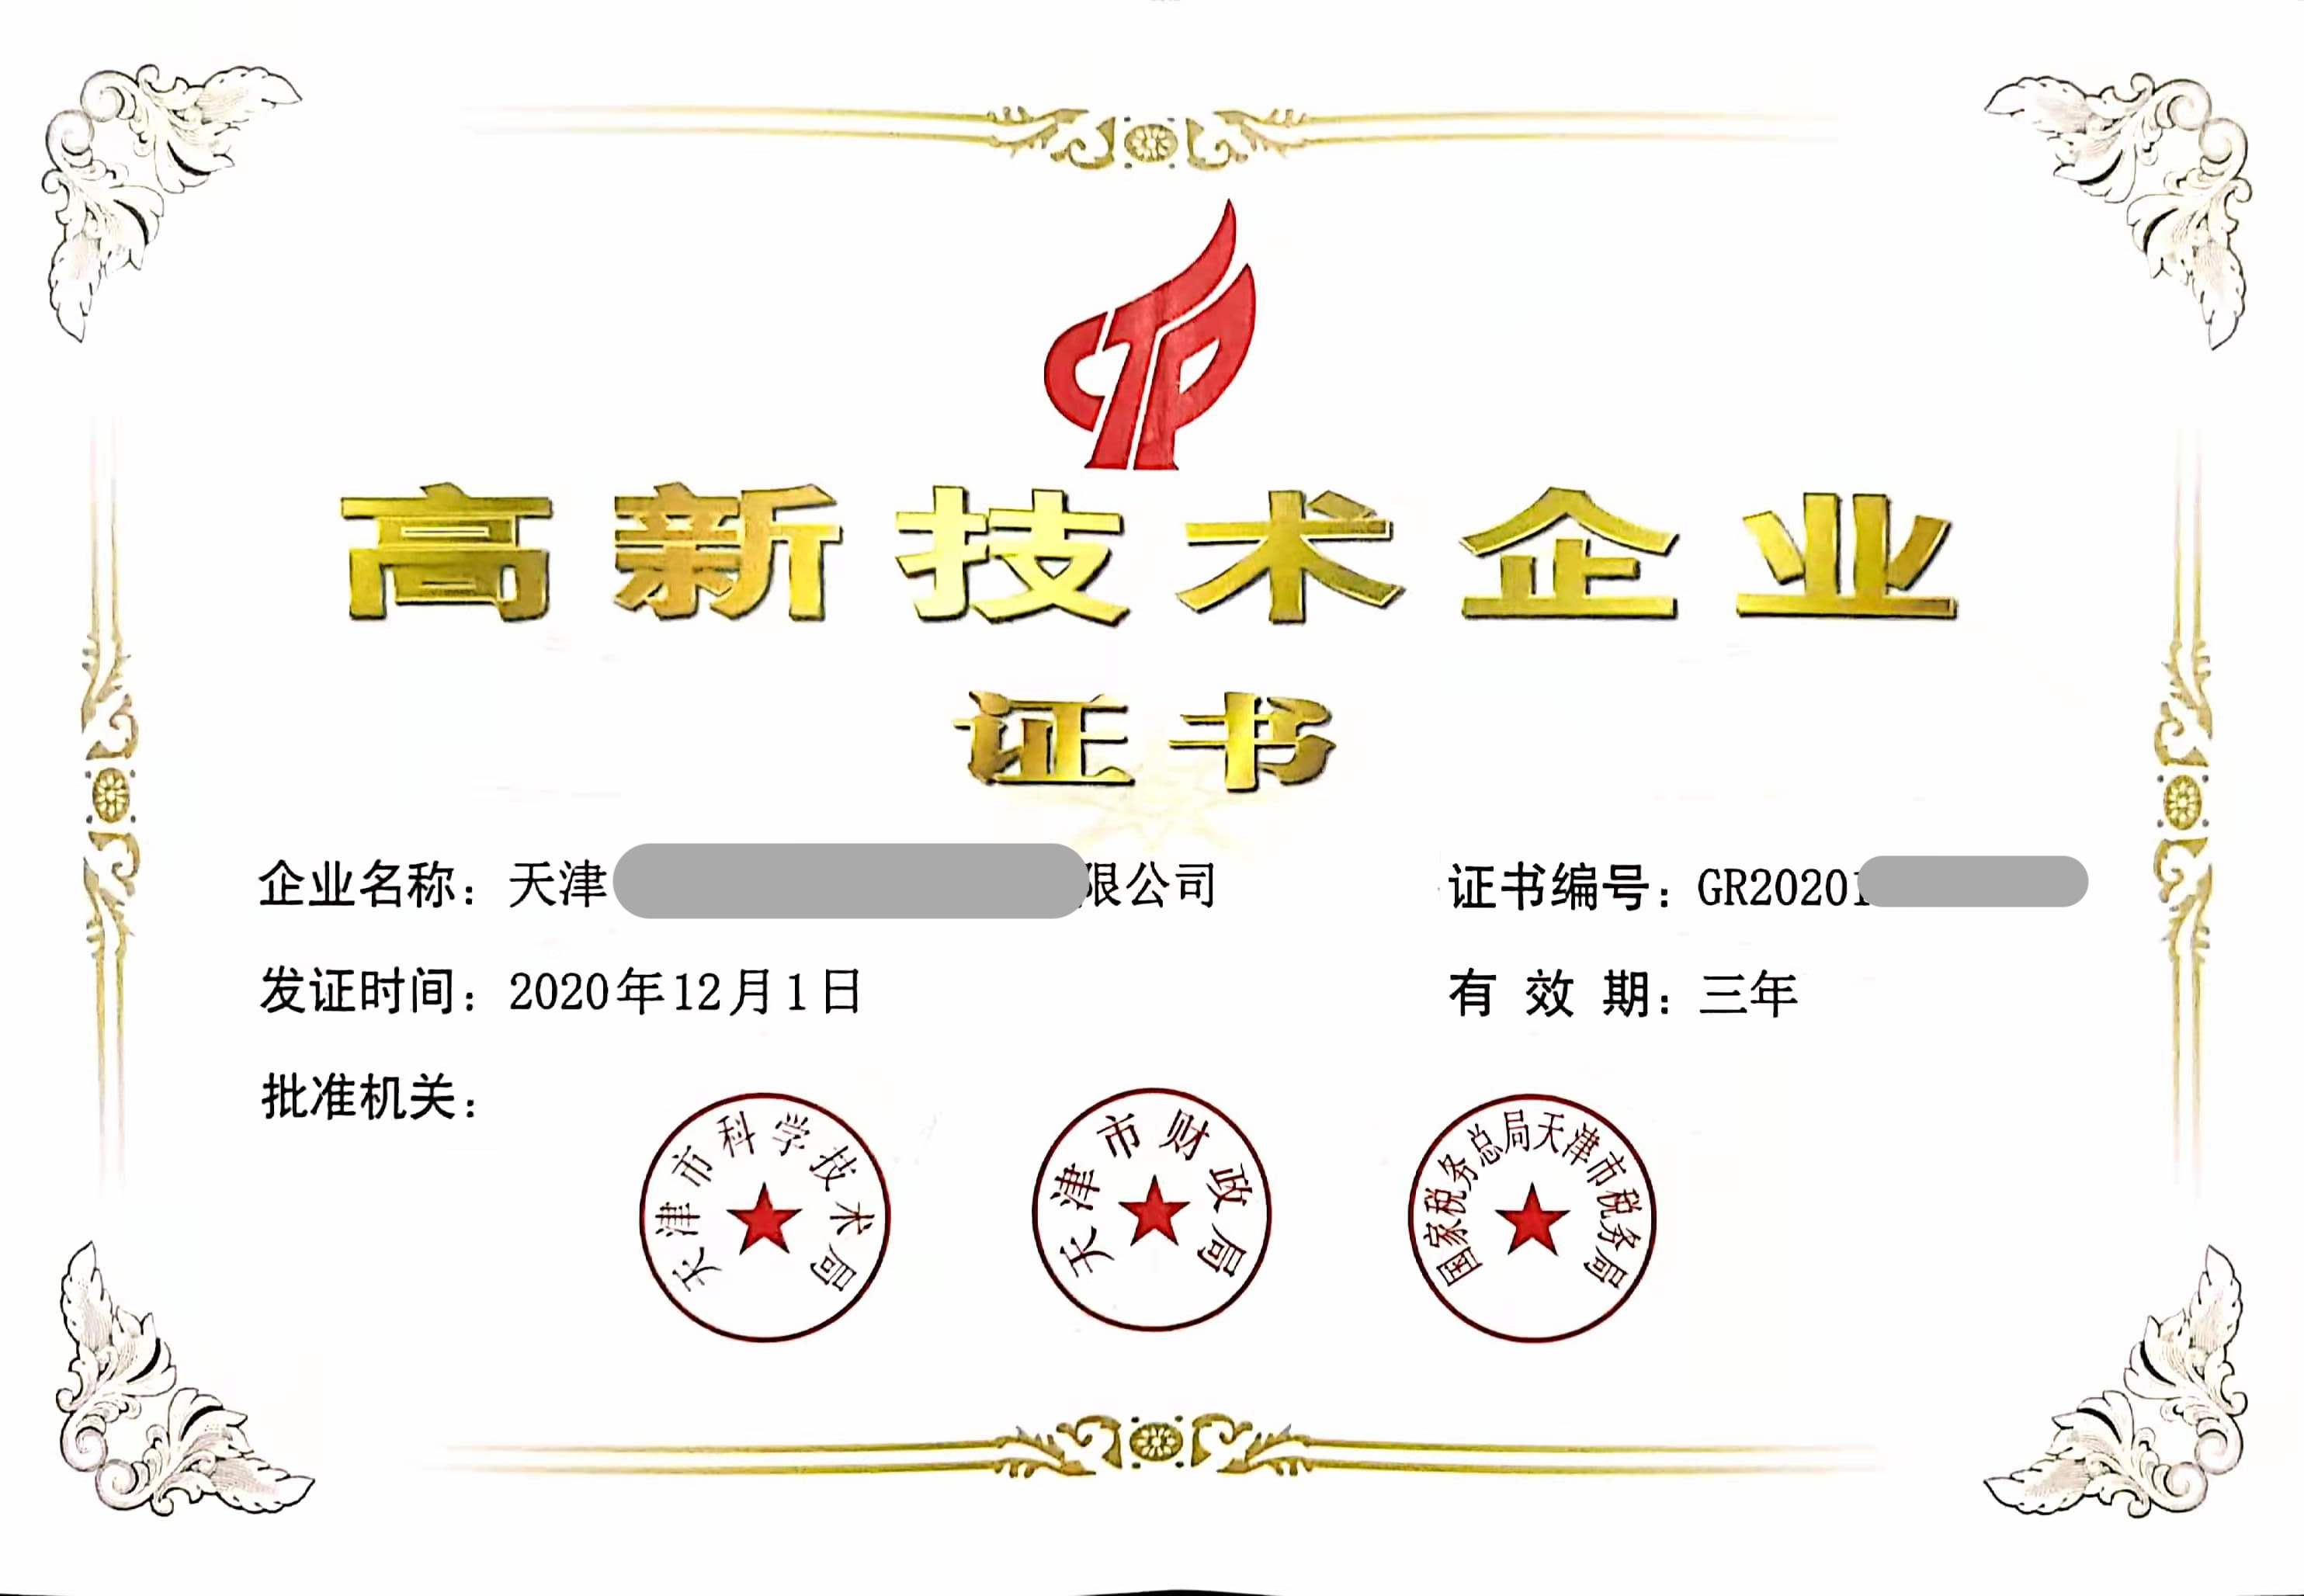 高新技术企业
证书
企业名称：天津 限公司
证书编号：GR20201
发证时间：2020年12月1日
有 效 期：三年
批准机关：
天津市科学技术局
天津市财政局
国家税务总局天津市税务局